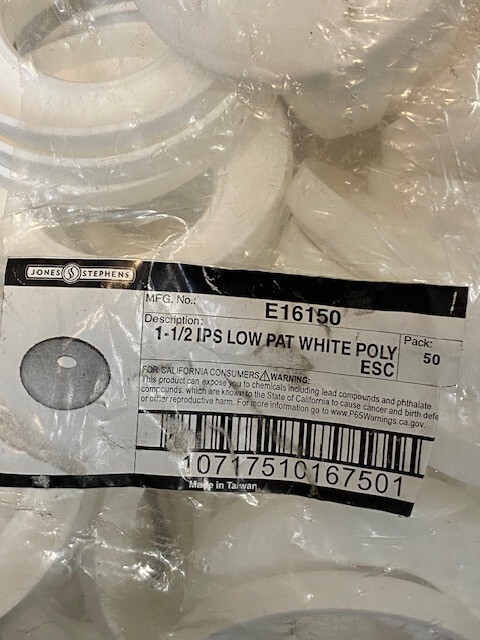 JONES STEPHENS
MFG. No.: E16150
Description:
1-1/2 IPS LOW PAT WHITE POLY
ESC
Pack:
50
FOR CALIFORNIA CONSUMERS⚠WARNING:
This product can expose you to chemicals including lead compounds and phthalate
compounds, which are known to the State of California to cause cancer and birth defe
or other reproductive harm. For more information go to www.P65Warnings.ca.gov.
10717510167501
Made in Taiwan